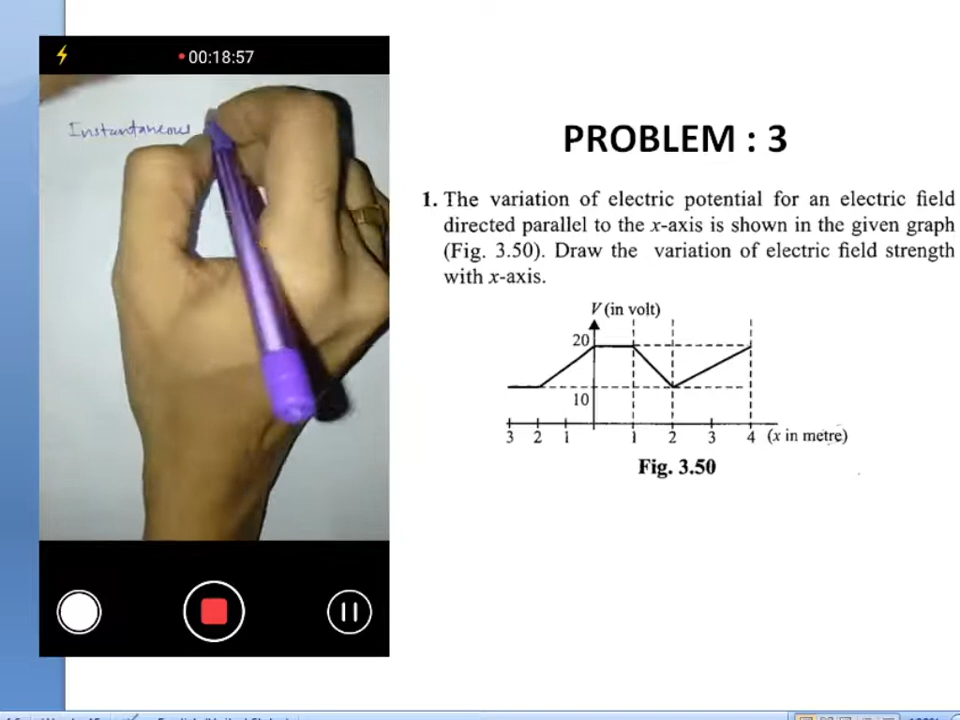 00:18:57
Instantaneous
PROBLEM : 3
1. The variation of electric potential for an electric field
directed parallel to the x-axis is shown in the given graph
(Fig. 3.50). Draw the variation of electric field strength
with x-axis.
V (in volt)
20
10
3 2 1 1 2 3 4 (x in metre)
Fig. 3.50